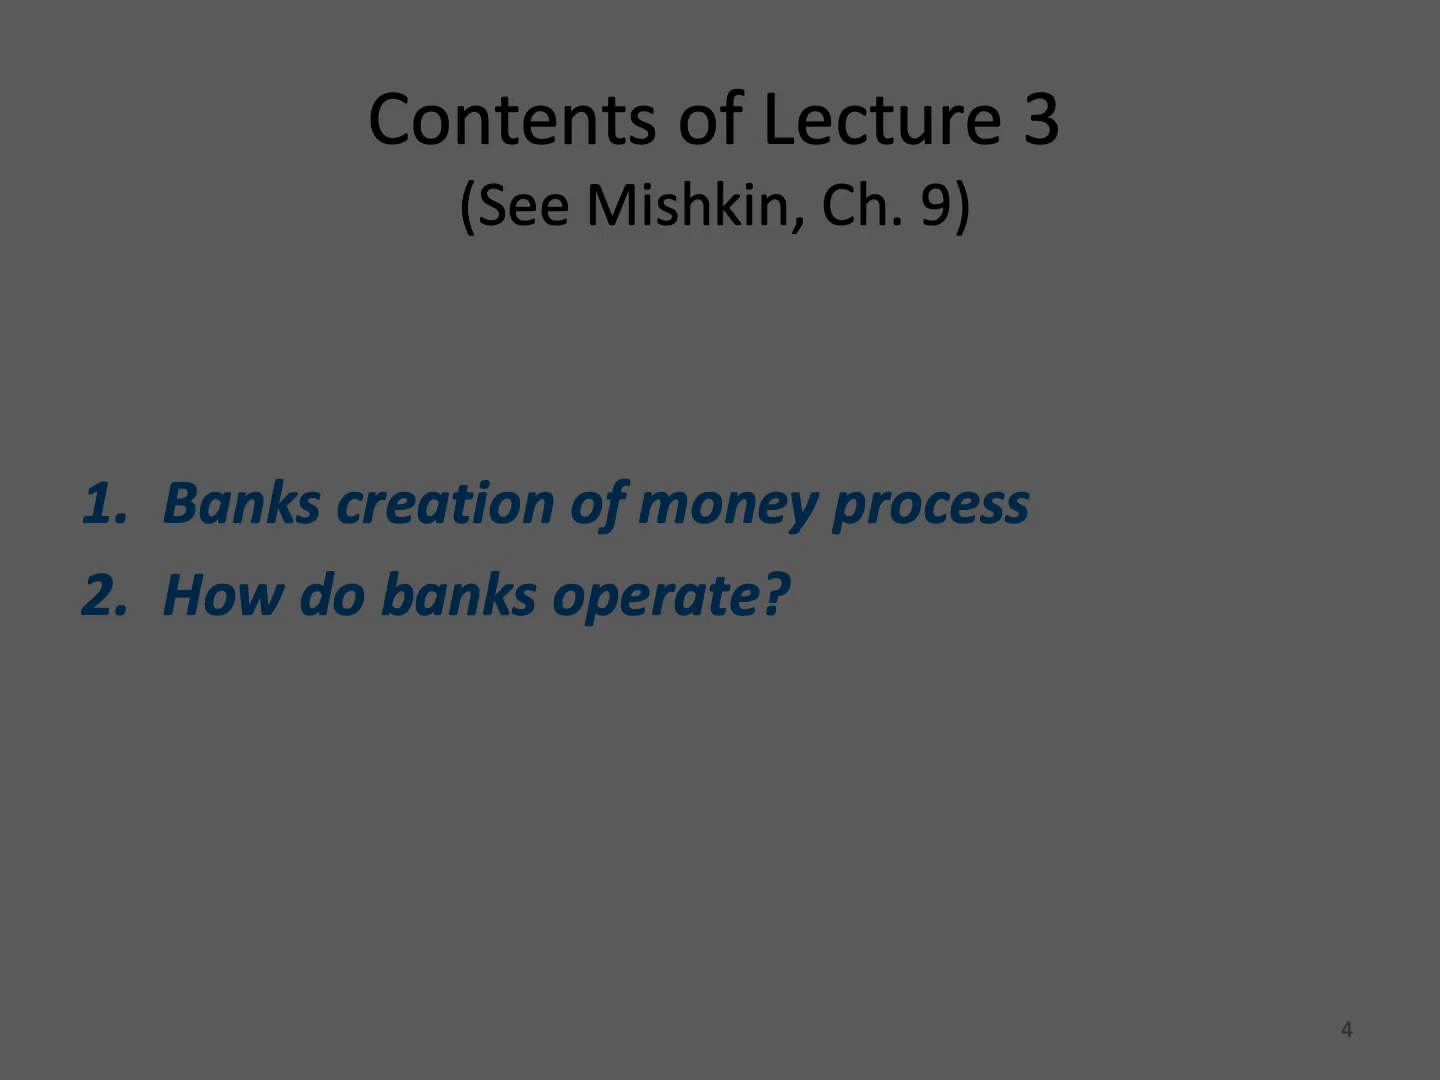 Contents of Lecture 3
(See Mishkin, Ch. 9)
1. Banks creation of money process
2. How do banks operate?
4